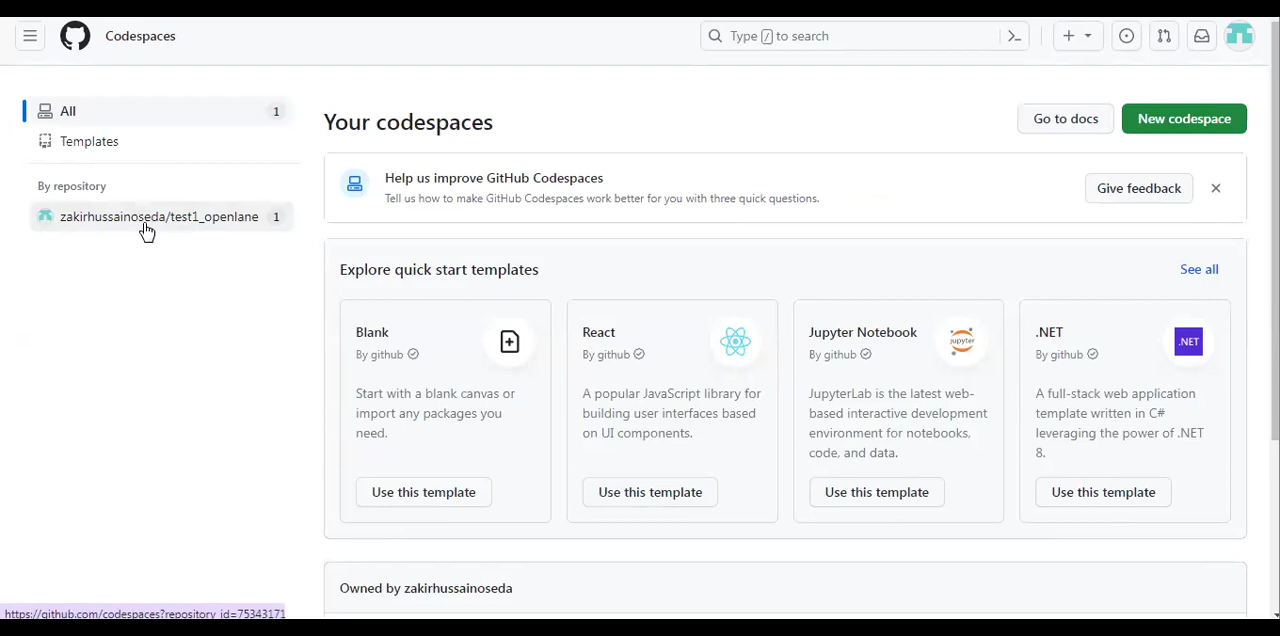 Codespaces
Type / to search
All 1
Templates
By repository
zakirhussainoseda/test1_openlane 1
Your codespaces
Go to docs
New codespace
Help us improve GitHub Codespaces
Tell us how to make GitHub Codespaces work better for you with three quick questions.
Give feedback
Explore quick start templates
See all
Blank
By github
Start with a blank canvas or
import any packages you
need.
Use this template
React
By github
A popular JavaScript library for
building user interfaces based
on UI components.
Use this template
Jupyter Notebook
By github
jupyter
JupyterLab is the latest web-
based interactive development
environment for notebooks,
code, and data.
Use this template
.NET
By github
.NET
A full-stack web application
template written in C#
leveraging the power of .NET
8.
Use this template
Owned by zakirhussainoseda
https://github.com/codespaces?repository_id=75343171